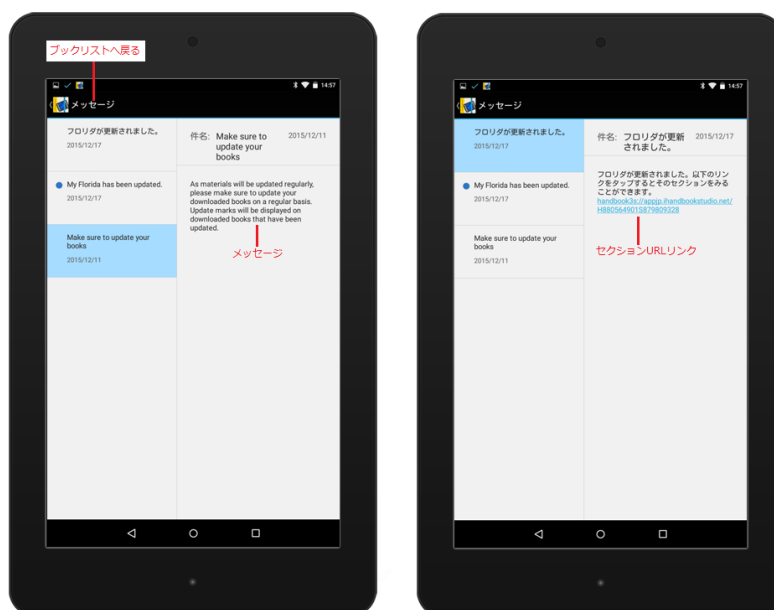 ブックリストへ戻る
14:57
メッセージ
フロリダが更新されました。
2015/12/17
My Florida has been updated.
2015/12/17
Make sure to update your
books
2015/12/11
件名: Make sure to
update your
books
2015/12/11
As materials will be updated regularly,
please make sure to update your
downloaded books on a regular basis.
Update marks will be displayed on
downloaded books that have been
updated.
メッセージ
14:57
メッセージ
フロリダが更新されました。
2015/12/17
My Florida has been updated.
2015/12/17
Make sure to update your
books
2015/12/11
件名: フロリダが更新
されました。
2015/12/17
フロリダが更新されました。以下のリン
クをタップするとそのセクションをみる
ことができます。
handbook3s://appjp.ihandbookstudio.net/
H880564901S879809328
セクションURLリンク